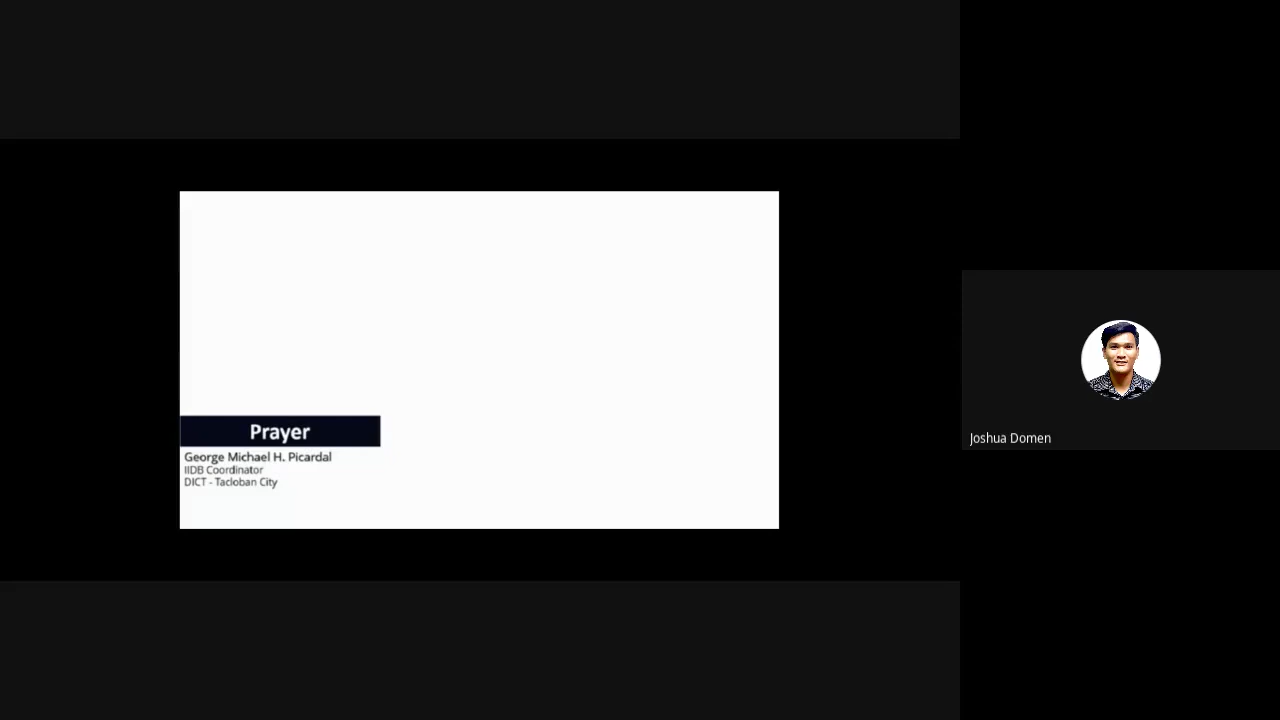 Prayer
George Michael H. Picardal
IIDB Coordinator
DICT - Tacloban City
Joshua Domen